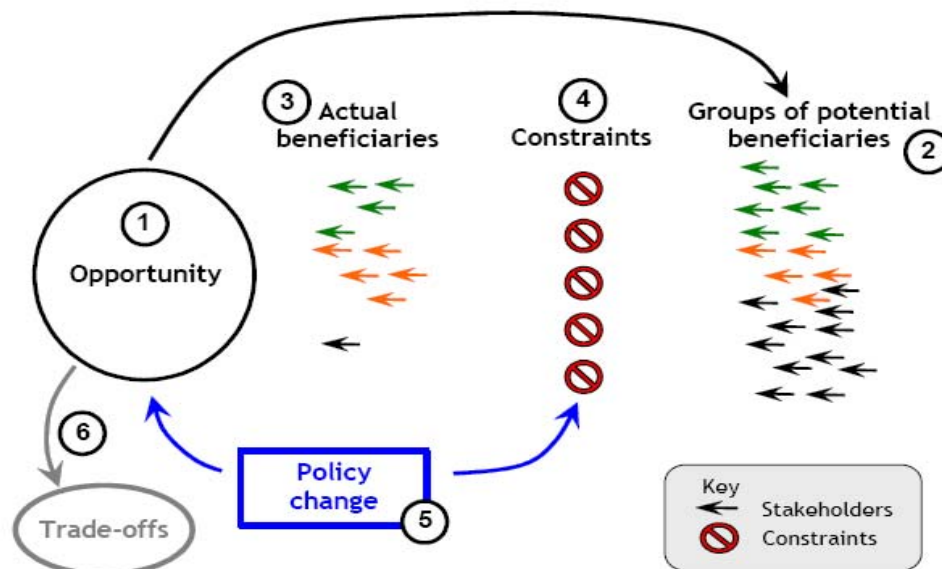 3
Actual
beneficiaries
4
Constraints
Groups of potential
beneficiaries
2
1
Opportunity
6
Trade-offs
Policy
change
5
Key
Stakeholders
Constraints